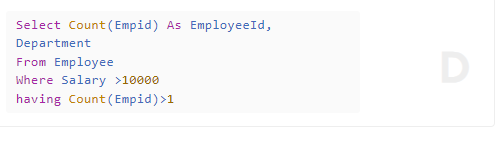 Select Count(Empid) As EmployeeId,
Department
From Employee
Where Salary >10000
having Count(Empid)>1
D